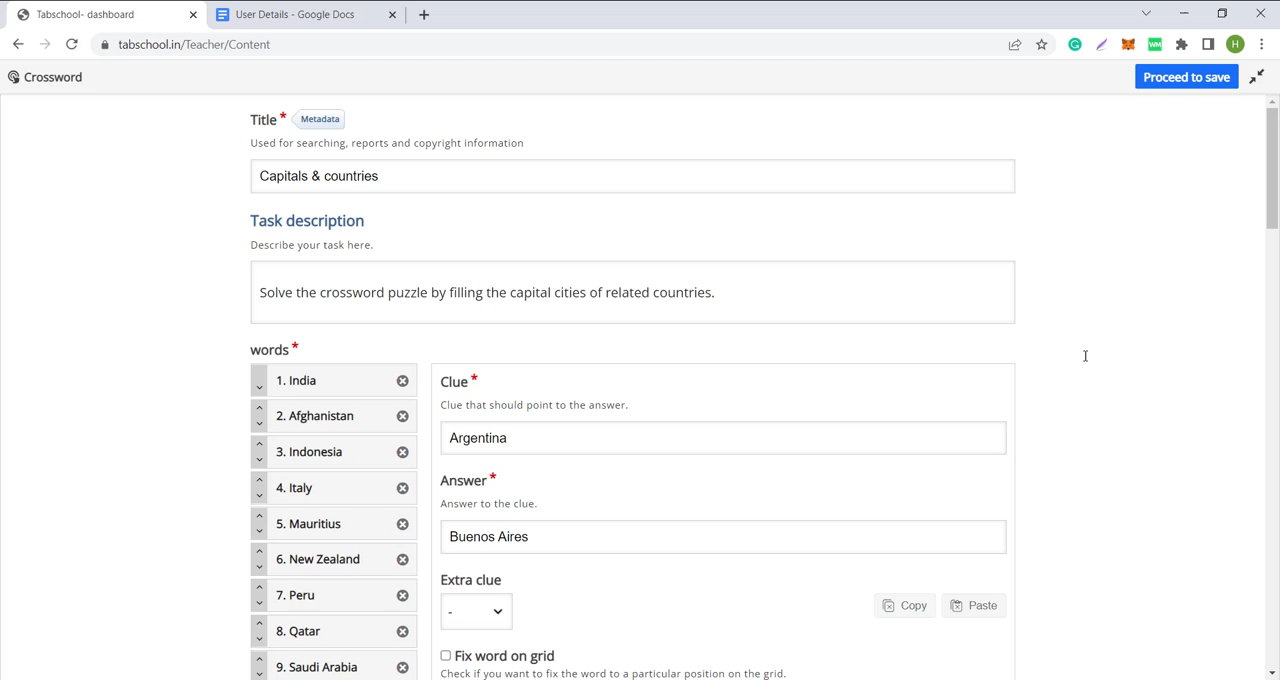 Tabschool- dashboard
User Details - Google Docs
tabschool.in/Teacher/Content
WM
H
Crossword
Proceed to save
Title *
Metadata
Used for searching, reports and copyright information
Capitals & countries
Task description
Describe your task here.
Solve the crossword puzzle by filling the capital cities of related countries.
words *
1. India
2. Afghanistan
3. Indonesia
4. Italy
5. Mauritius
6. New Zealand
7. Peru
8. Qatar
9. Saudi Arabia
Clue *
Clue that should point to the answer.
Argentina
Answer *
Answer to the clue.
Buenos Aires
Extra clue
-
Copy
Paste
Fix word on grid
Check if you want to fix the word to a particular position on the grid.